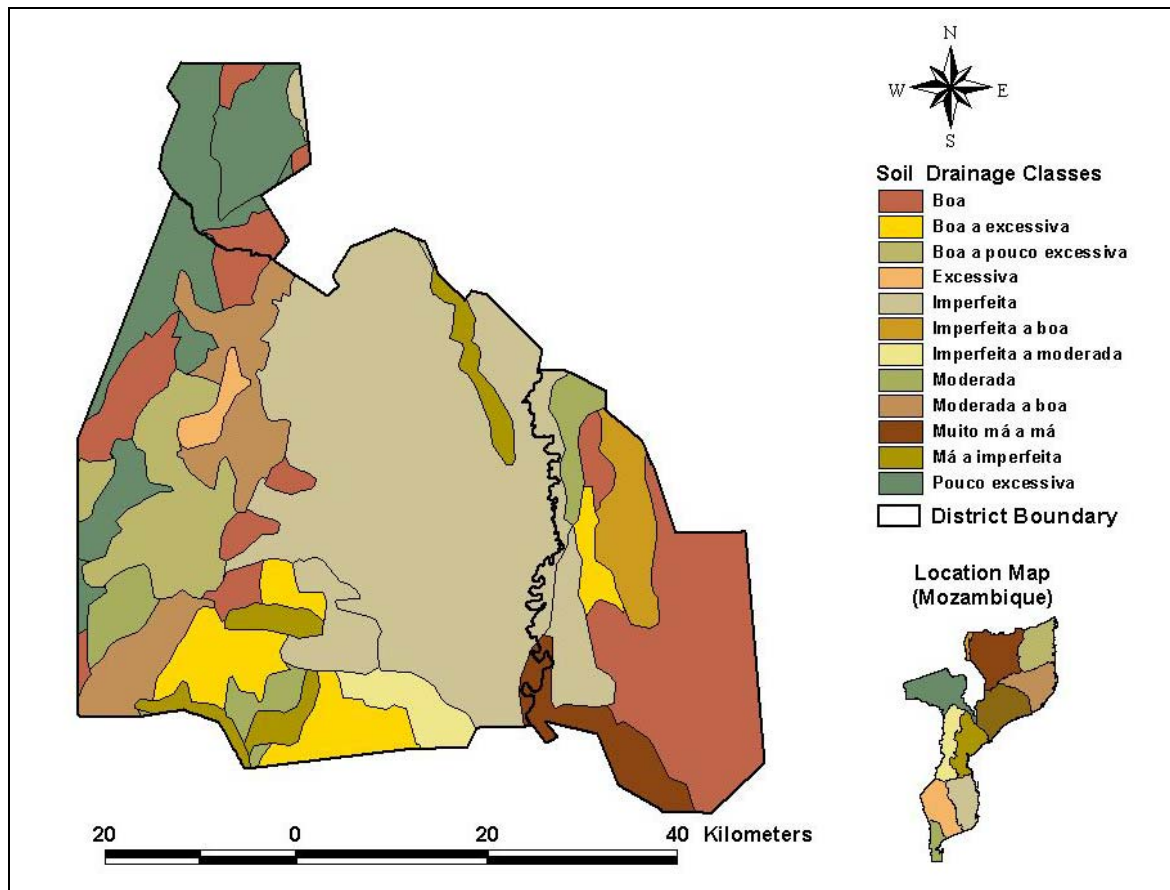 N
W E
S
Soil Drainage Classes
Boa
Boa a excessiva
Boa a pouco excessiva
Excessiva
Imperfeita
Imperfeita a boa
Imperfeita a moderada
Moderada
Moderada a boa
Muito má a má
Má a imperfeita
Pouco excessiva
District Boundary
Location Map
(Mozambique)
20 0 20 40 Kilometers